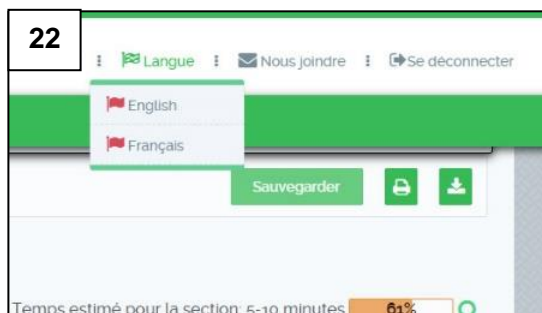 22
Langue Nous joindre Se déconnecter
English
Français
Sauvegarder
Temps estimé pour la section: 5-10 minutes 61%